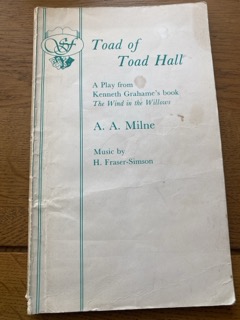 Toad of
Toad Hall
A Play from
Kenneth Grahame's book
The Wind in the Willows
A. A. Milne
Music by
H. Fraser-Simson